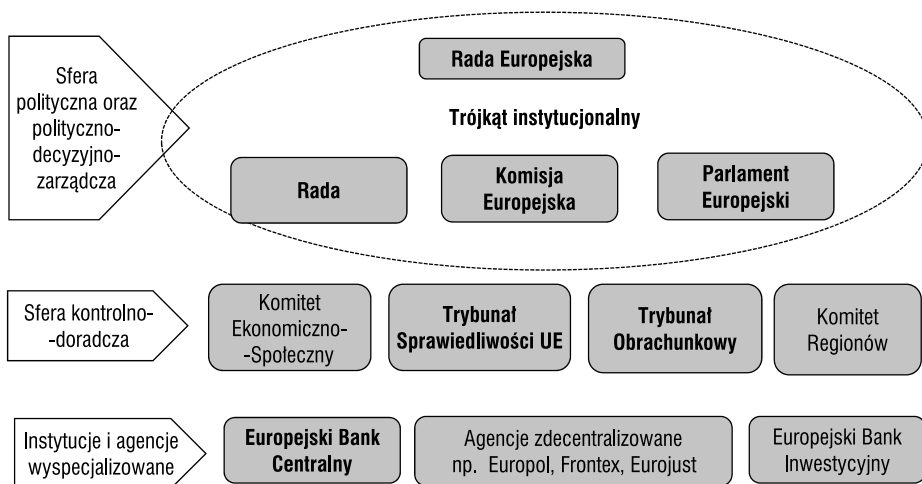 Sfera
polityczna oraz
polityczno-
decyzyjno-
zarządcza
Rada Europejska
Trójkąt instytucjonalny
Rada
Komisja
Europejska
Parlament
Europejski
Sfera kontrolno-
-doradcza
Komitet
Ekonomiczno-
-Społeczny
Trybunał
Sprawiedliwości UE
Trybunał
Obrachunkowy
Komitet
Regionów
Instytucje i agencje
wyspecjalizowane
Europejski Bank
Centralny
Agencje zdecentralizowane
np. Europol, Frontex, Eurojust
Europejski Bank
Inwestycyjny